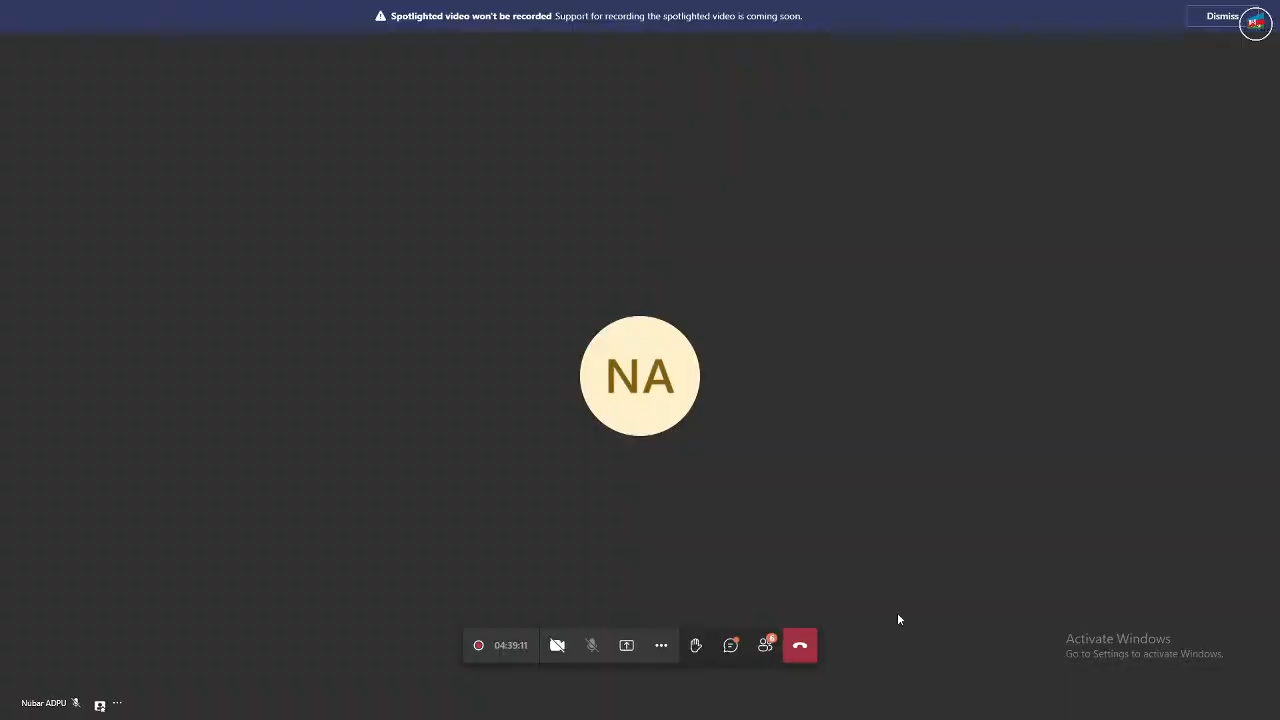 Spotlighted video won't be recorded Support for recording the spotlighted video is coming soon.
Dismiss
NA
04:39:11
6
Activate Windows
Go to Settings to activate Windows.
Nubar ADPU